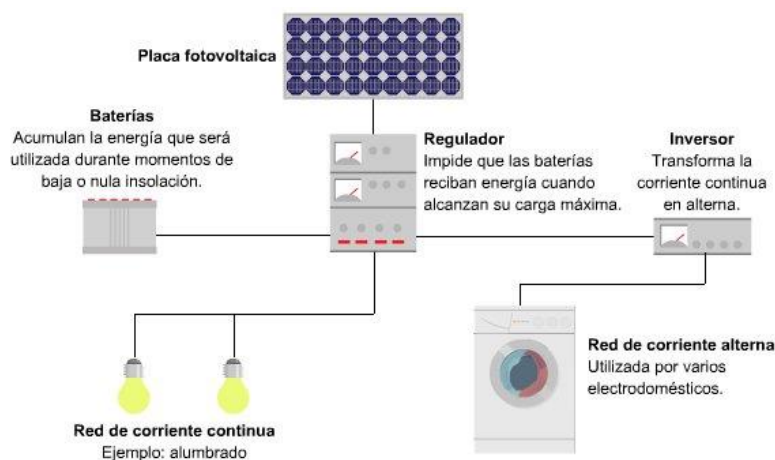 Placa fotovoltaica
Baterías
Acumulan la energía que será
utilizada durante momentos de
baja o nula insolación.
Regulador
Impide que las baterías
reciban energía cuando
alcanzan su carga máxima.
Inversor
Transforma la
corriente continua
en alterna.
Red de corriente alterna
Utilizada por varios
electrodomésticos.
Red de corriente continua
Ejemplo: alumbrado